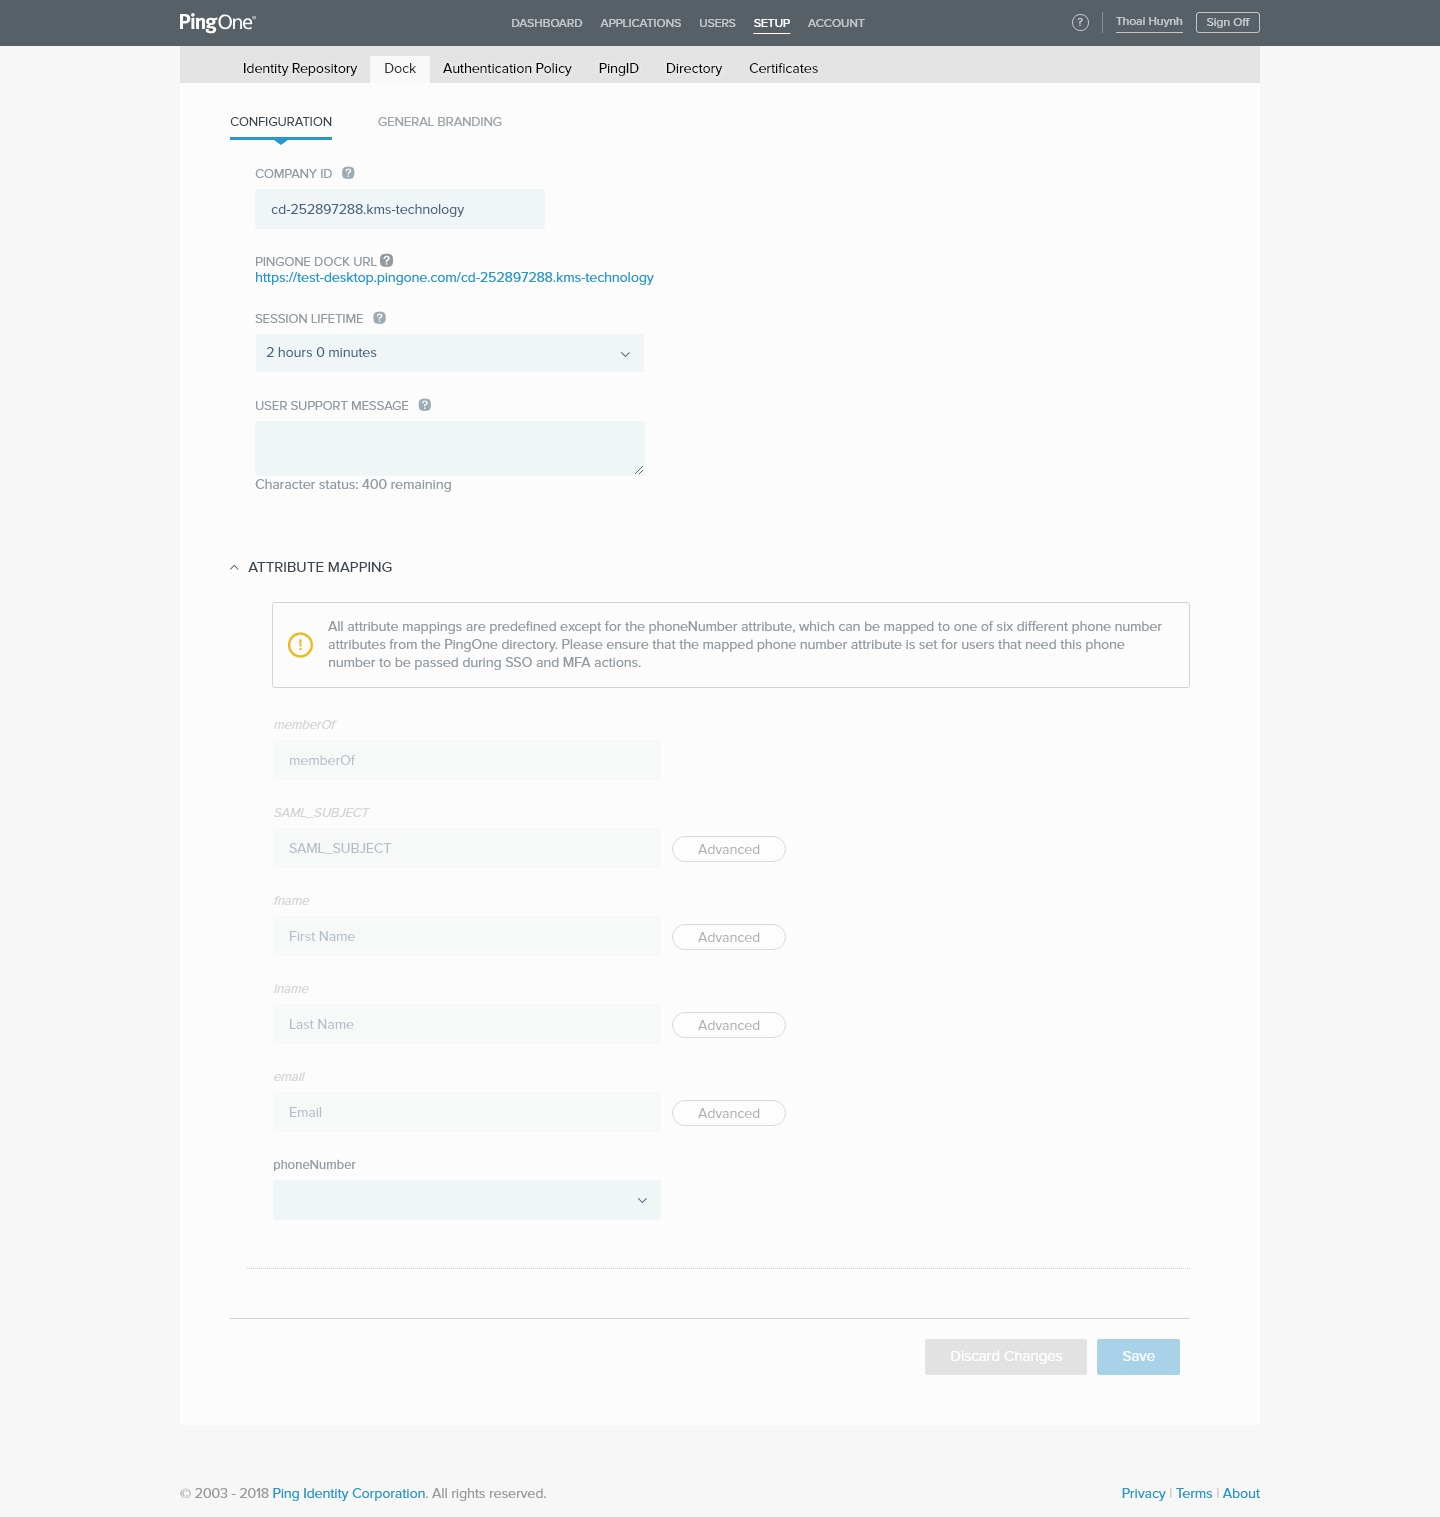 PingOne
DASHBOARD APPLICATIONS USERS SETUP ACCOUNT
? Thoai Huynh Sign Off
Identity Repository Dock Authentication Policy PingID Directory Certificates
CONFIGURATION GENERAL BRANDING
COMPANY ID ?
cd-252897288.kms-technology
PINGONE DOCK URL ?
https://test-desktop.pingone.com/cd-252897288.kms-technology
SESSION LIFETIME ?
2 hours 0 minutes
USER SUPPORT MESSAGE ?
Character status: 400 remaining
ATTRIBUTE MAPPING
All attribute mappings are predefined except for the phoneNumber attribute, which can be mapped to one of six different phone number
attributes from the PingOne directory. Please ensure that the mapped phone number attribute is set for users that need this phone
number to be passed during SSO and MFA actions.
memberOf
memberOf
SAML_SUBJECT
SAML_SUBJECT Advanced
fname
First Name Advanced
lname
Last Name Advanced
email
Email Advanced
phoneNumber
Discard Changes Save
© 2003 - 2018 Ping Identity Corporation. All rights reserved. Privacy | Terms | About